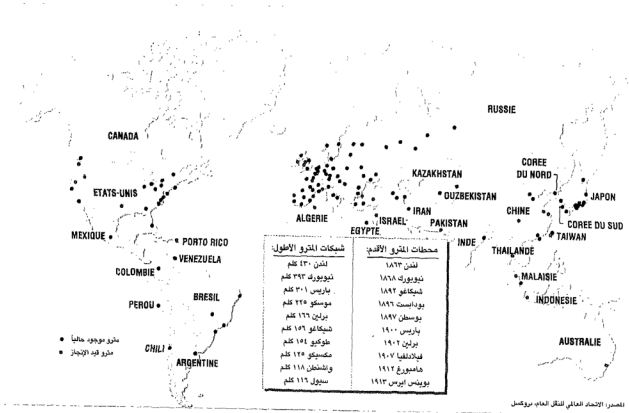 RUSSIE
CANADA
COREE
DU NORD
KAZAKHSTAN
ETATS-UNIS
OUZBEKISTAN
JAPON
ALGERIE
ISRAEL
IRAN
CHINE
COREE DU SUD
EGYPTE
PAKISTAN
TAIWAN
MEXIQUE
PORTO RICO
INDE
THAILANDE
VENEZUELA
COLOMBIE
MALAISIE
PEROU
BRESIL
INDONESIE
CHILI
ARGENTINE
AUSTRALIE
محطات المترو الأقدم:
لندن ١٨٦٣
نيويورك ١٨٦٨
شيكاغو ١٨٩٢
بودابست ١٨٩٦
بوسطن ١٨٩٧
باريس ١٩٠٠
برلين ١٩٠٢
فيلادلفيا ١٩٠٧
هامبورغ ١٩١٢
بوينس ايرس ١٩١٣
شبكات المترو الأطول:
لندن ٤٣٠ كلم
نيويورك ٣٩٣ كلم
باريس ٣٠١ كلم
موسكو ٢٢٥ كلم
برلين ١٦٦ كلم
شيكاغو ١٥٦ كلم
طوكيو ١٥٤ كلم
مكسيكو ١٢٥ كلم
واشنطن ١١٨ كلم
سيول ١١٦ كلم
مترو موجود حالياً
مترو قيد الإنجاز
المصدر: الاتحاد العالمي للنقل العام، بروكسل